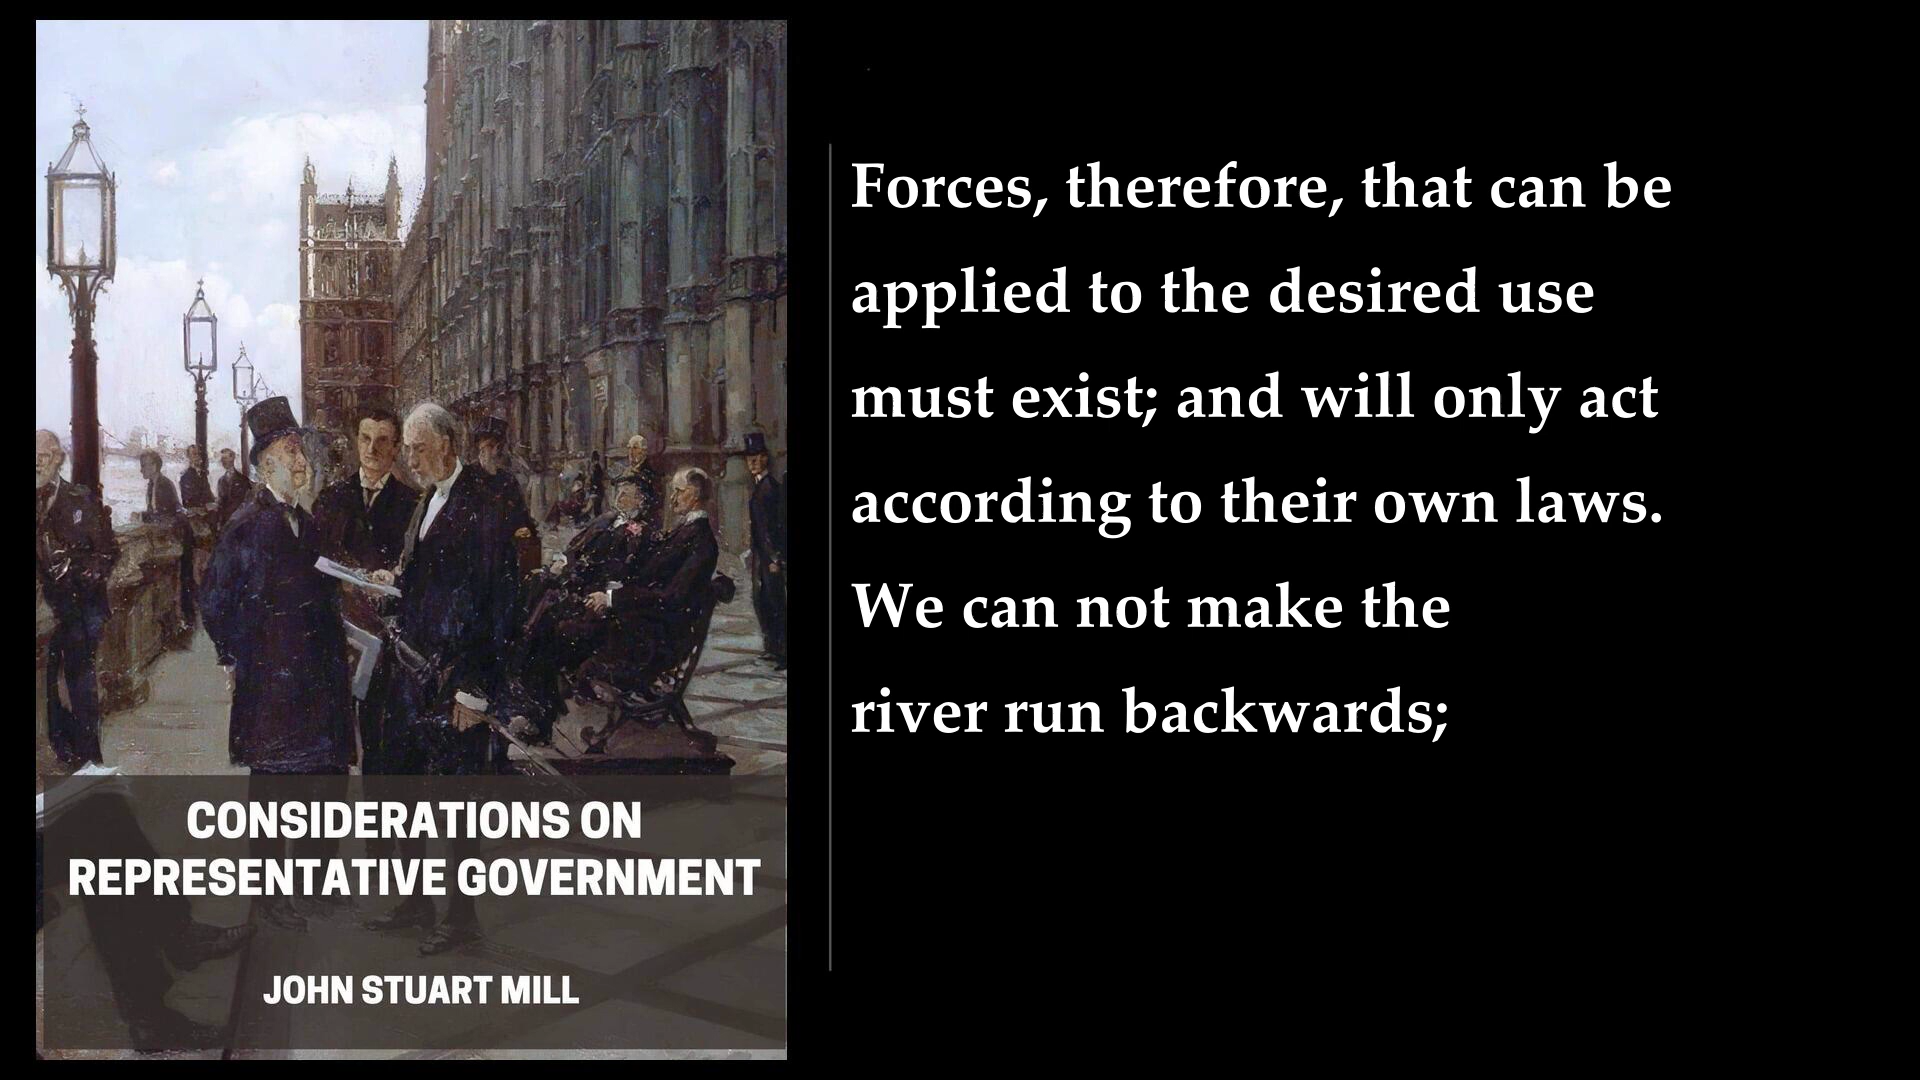 CONSIDERATIONS ON
REPRESENTATIVE GOVERNMENT
JOHN STUART MILL
Forces, therefore, that can be
applied to the desired use
must exist; and will only act
according to their own laws.
We can not make the
river run backwards;